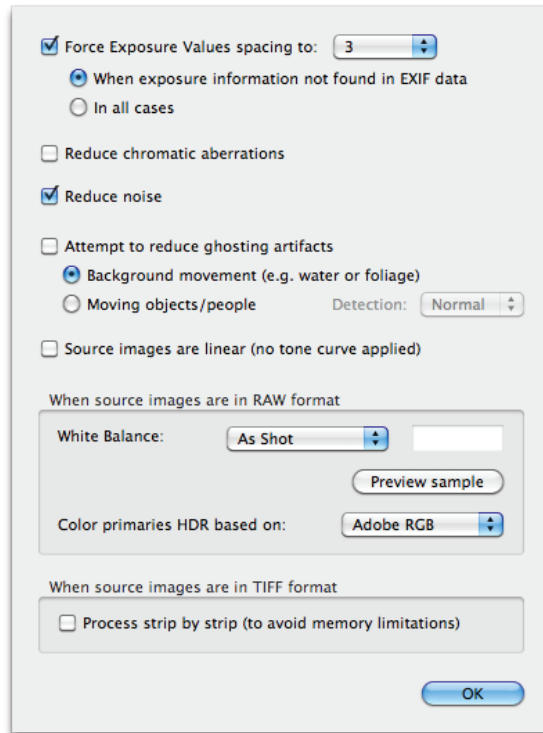 Force Exposure Values spacing to: 3
When exposure information not found in EXIF data
In all cases
Reduce chromatic aberrations
Reduce noise
Attempt to reduce ghosting artifacts
Background movement (e.g. water or foliage)
Moving objects/people Detection: Normal
Source images are linear (no tone curve applied)
When source images are in RAW format
White Balance: As Shot
Preview sample
Color primaries HDR based on: Adobe RGB
When source images are in TIFF format
Process strip by strip (to avoid memory limitations)
OK